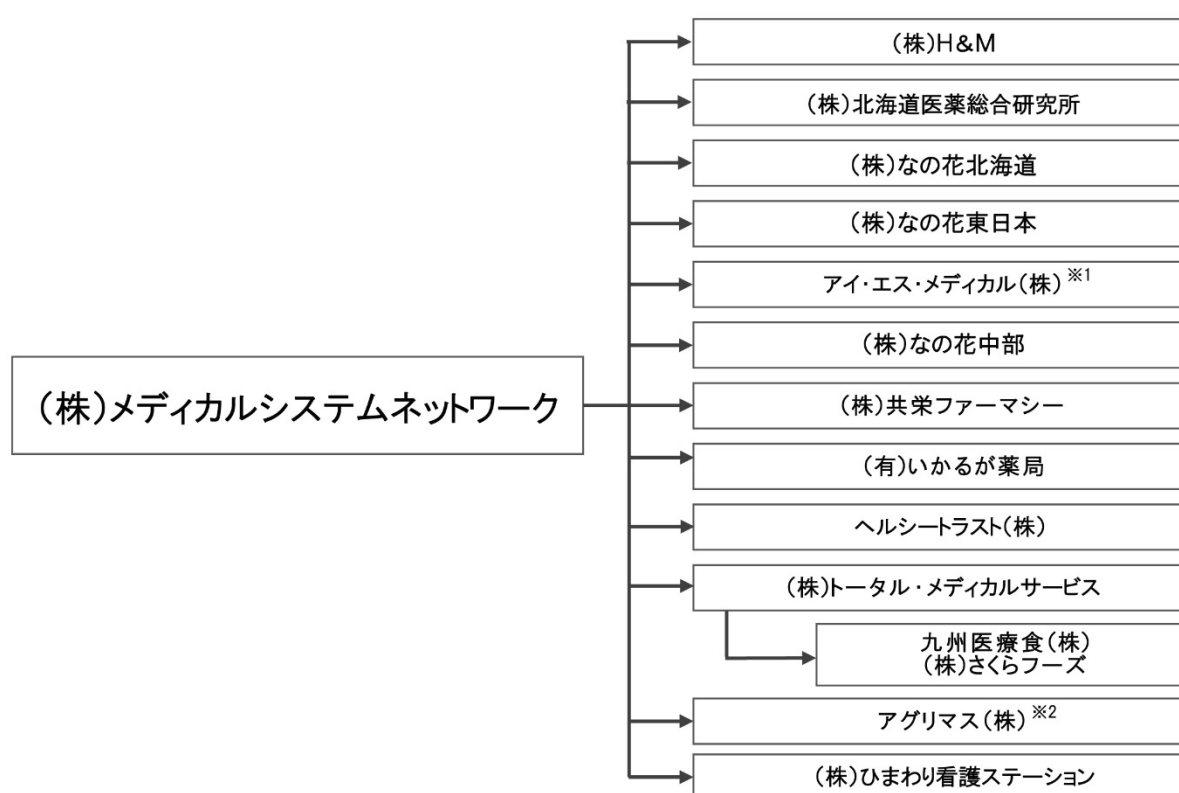 (株)H&M
(株)北海道医薬総合研究所
(株)なの花北海道
(株)なの花東日本
アイ・エス・メディカル(株)※1
(株)なの花中部
(株)メディカルシステムネットワーク
(株)共栄ファーマシー
(有)いかるが薬局
ヘルシートラスト(株)
(株)トータル・メディカルサービス
九州医療食(株)
(株)さくらフーズ
アグリマス(株)※2
(株)ひまわり看護ステーション